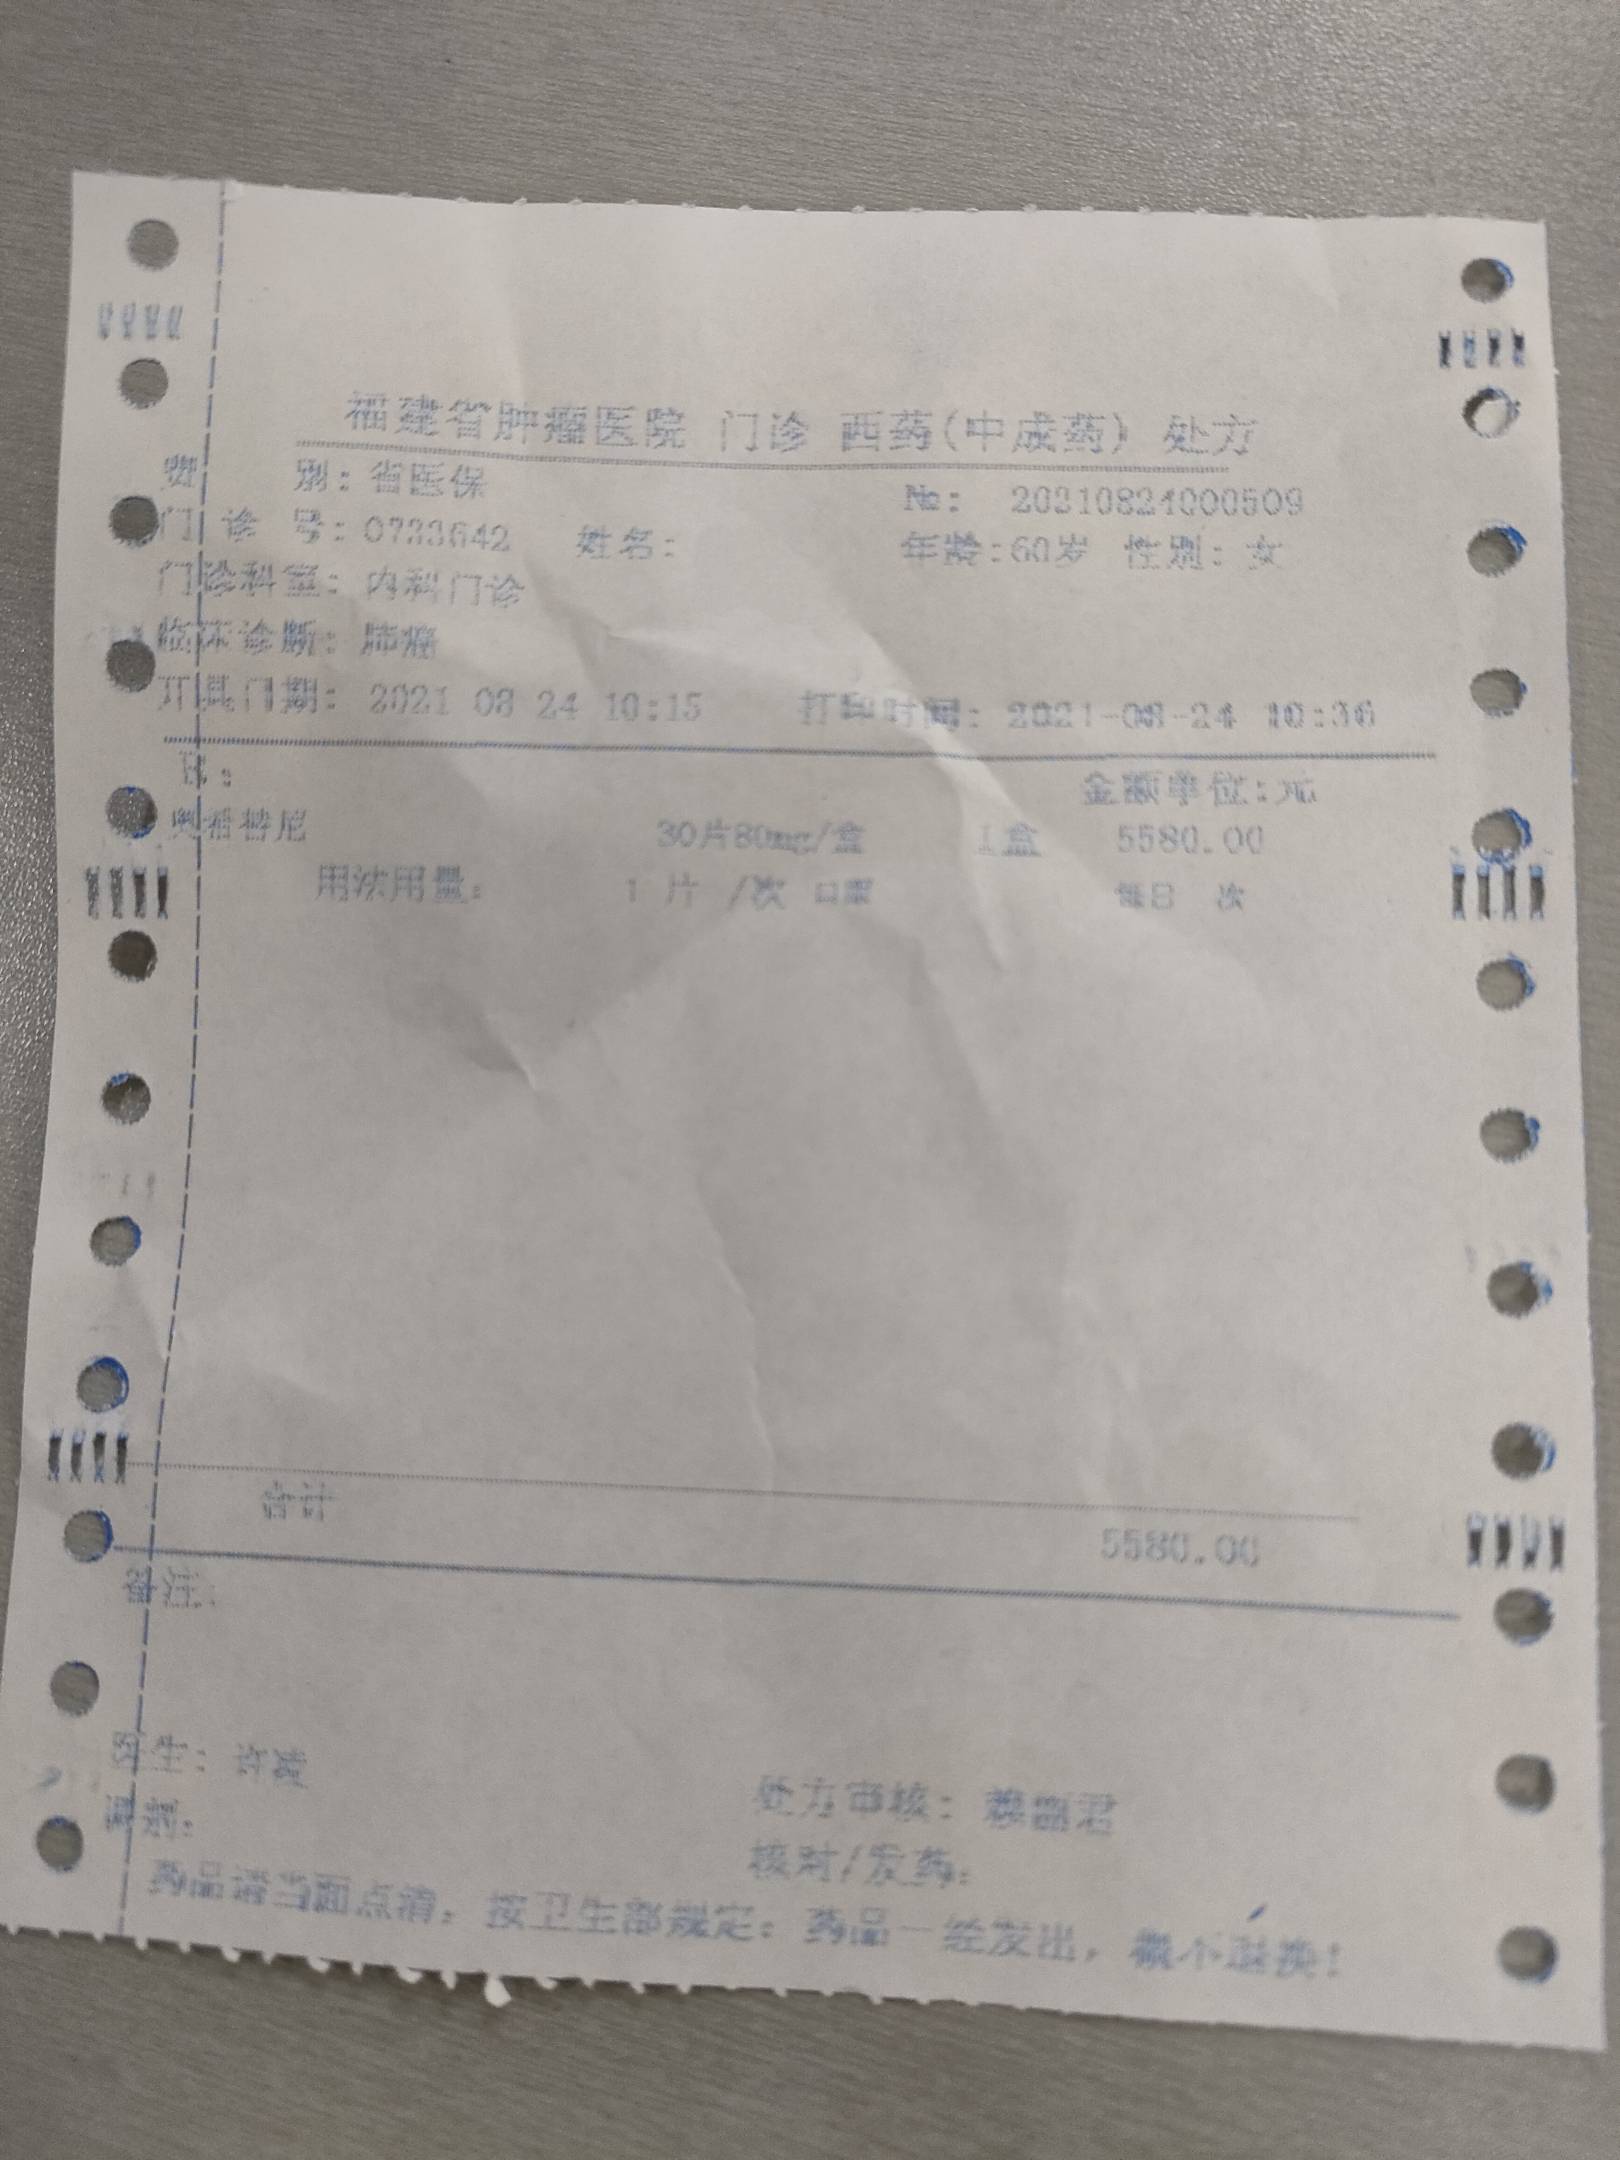 福建省肿瘤医院 门诊 西药(中成药) 处方
费 别: 省医保
№: 20210824000509
门 诊 号: 0733642 姓名: 年龄:60岁 性别: 女
门诊科室: 内科门诊
临床诊断: 肺癌
开具日期: 2021 08 24 10:15 打印时间: 2021-08-24 10:36
R: 金额单位:元
奥希替尼 30片80mg/盒 1盒 5580.00
用法用量: 1 片 /次 口服 每日 次
合计 5580.00
备注:
医生: 许
处方审核: 君
调剂:
核对/发药:
药品请当面点清, 按卫生部规定: 药品一经发出, 概不退换!